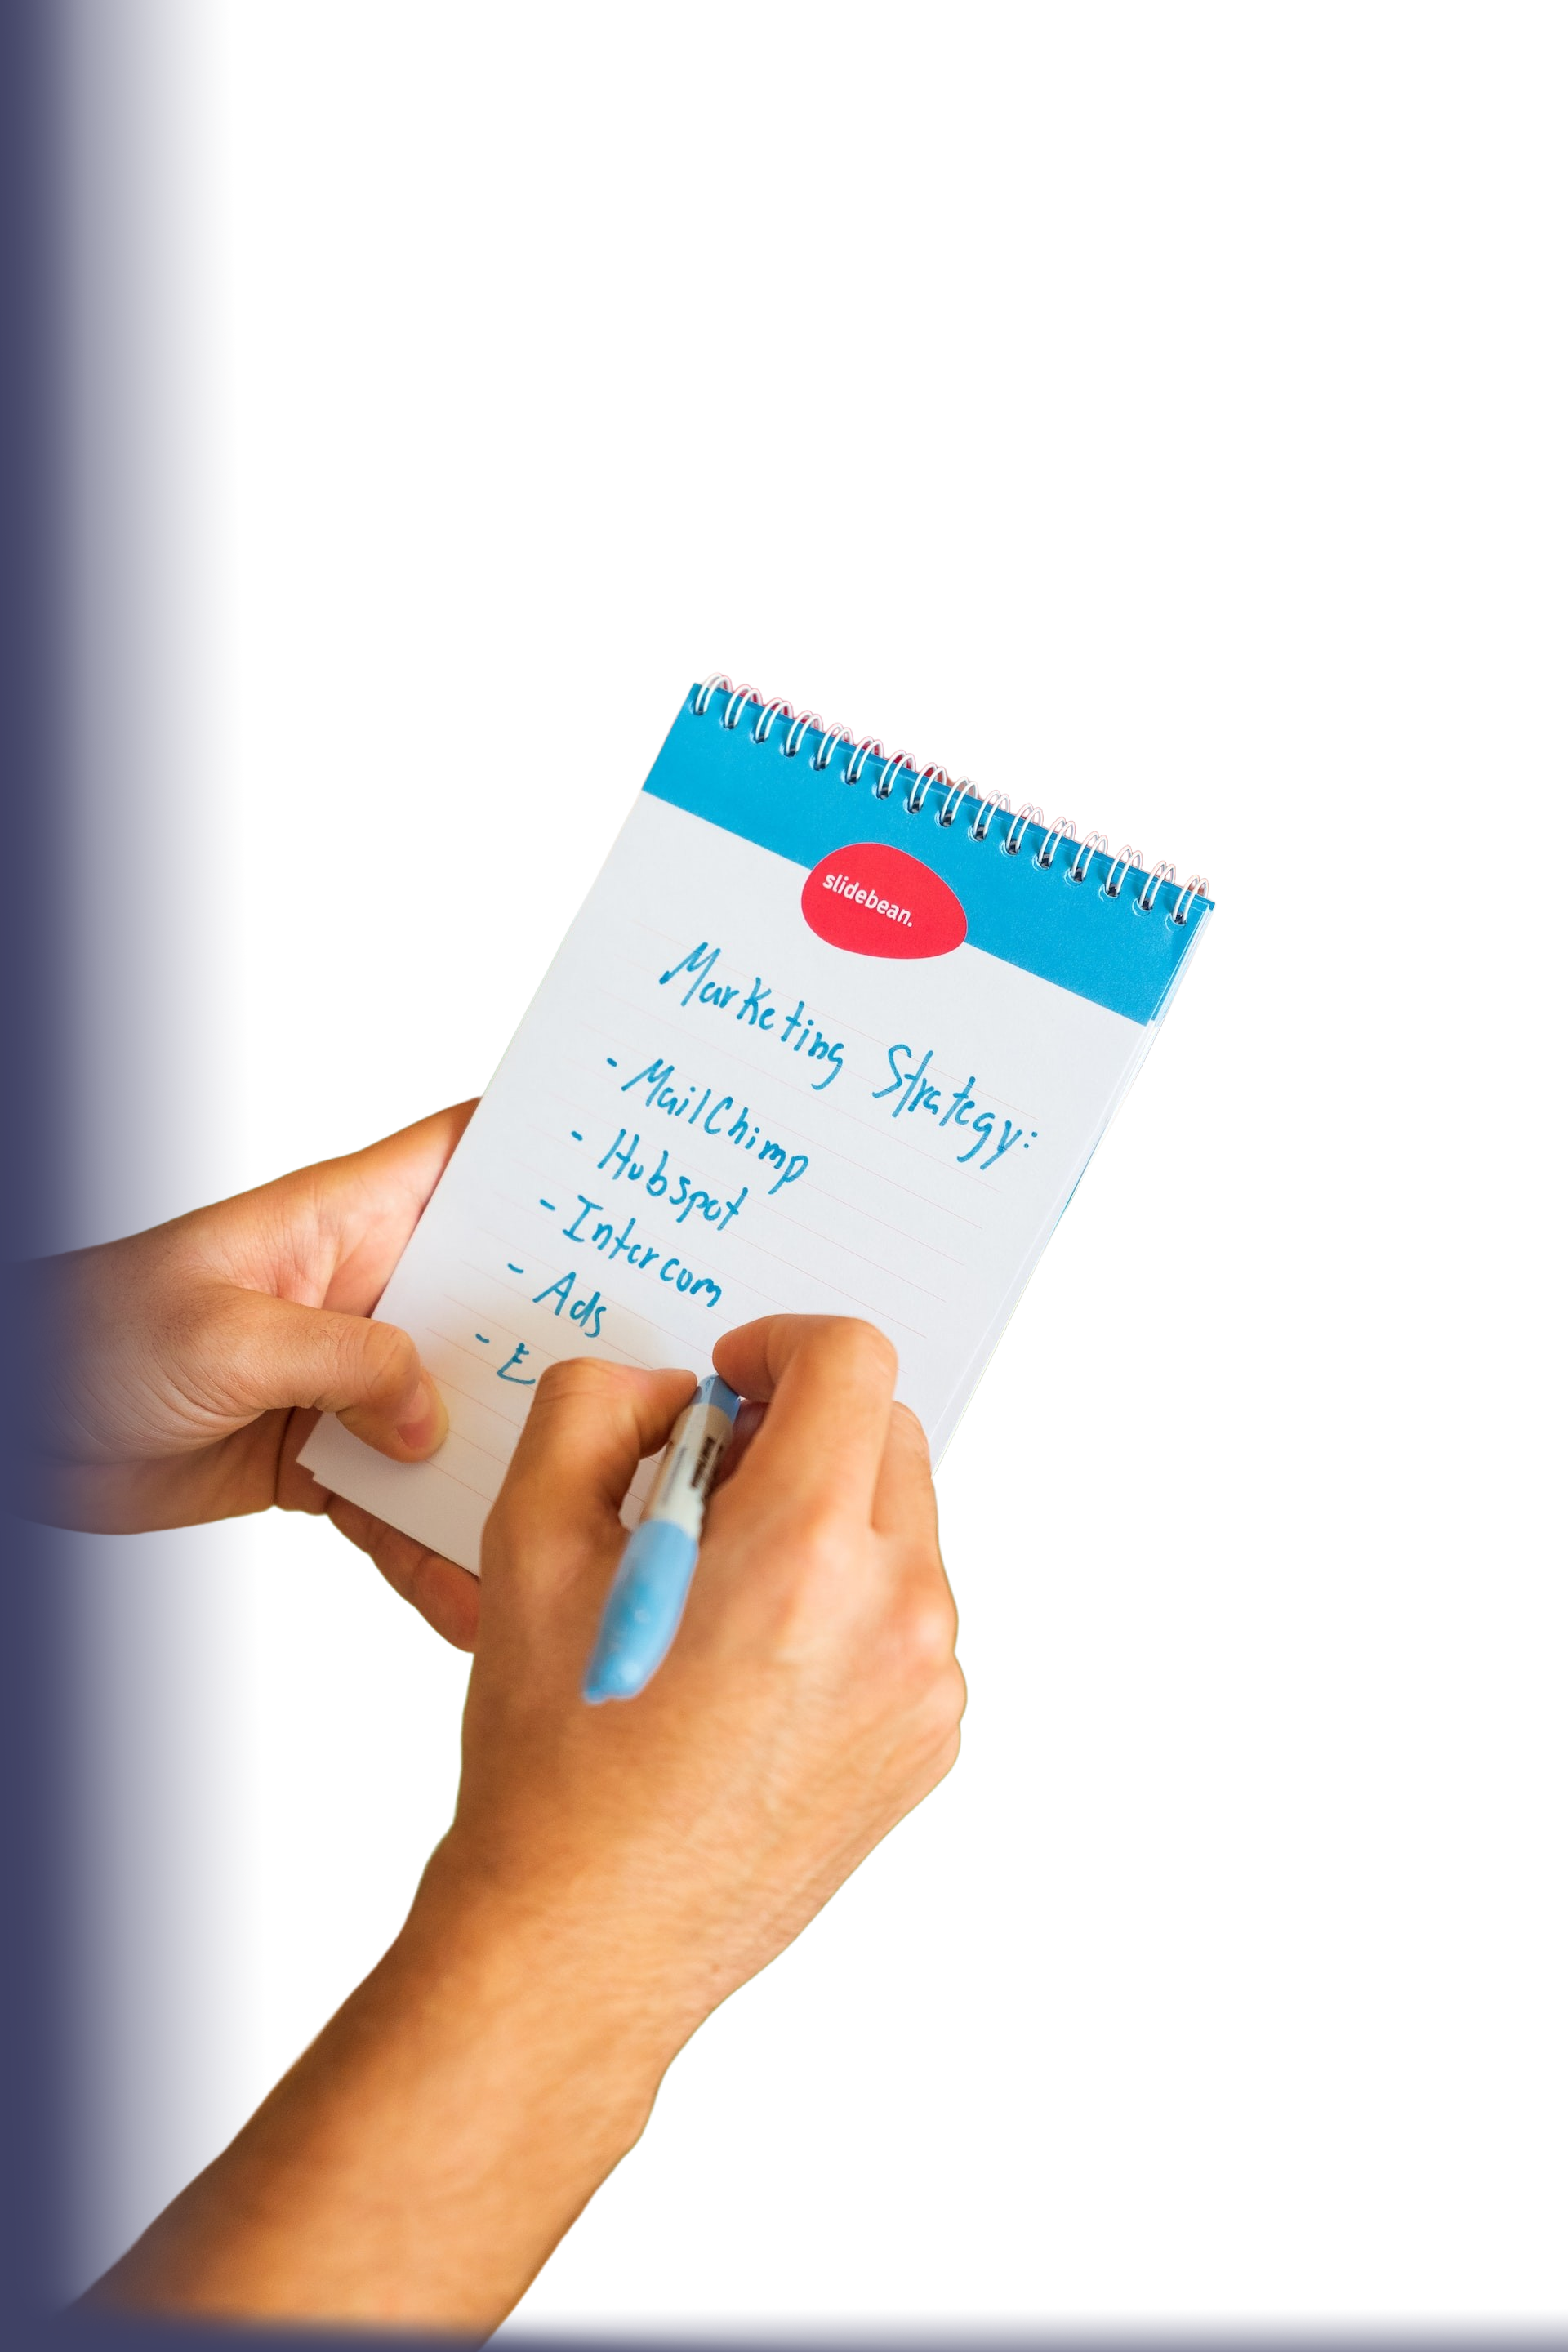 slidebean.
Marketing Strategy:
- MailChimp
- Hubspot
- Intercom
- Ads
- E